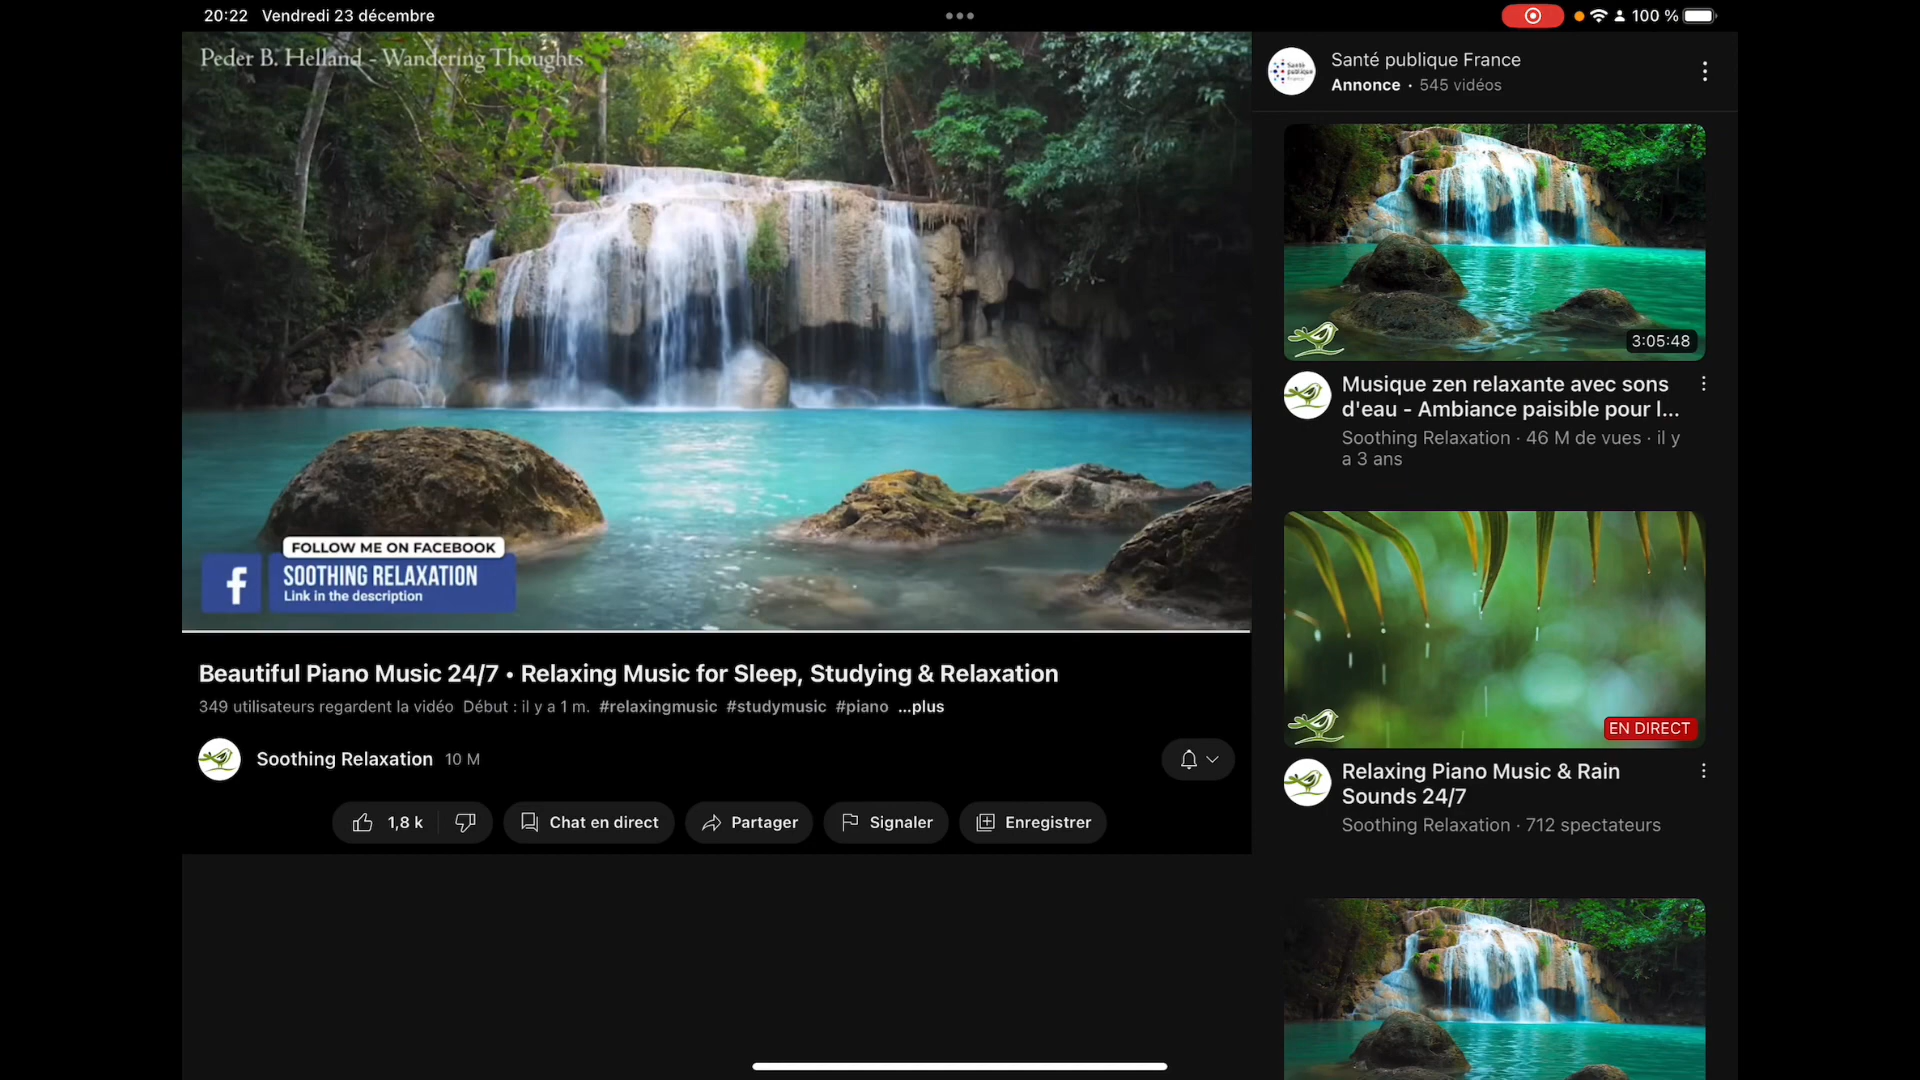 20:22 Vendredi 23 décembre
100 %
Peder B. Helland - Wandering Thoughts
FOLLOW ME ON FACEBOOK
f
SOOTHING RELAXATION
Link in the description
Beautiful Piano Music 24/7 • Relaxing Music for Sleep, Studying & Relaxation
349 utilisateurs regardent la vidéo Début : il y a 1 m. #relaxingmusic #studymusic #piano ...plus
Soothing Relaxation 10 M
1,8 k
Chat en direct
Partager
Signaler
Enregistrer
Santé publique France
Santé publique France
Annonce • 545 vidéos
3:05:48
Musique zen relaxante avec sons
d'eau - Ambiance paisible pour l...
Soothing Relaxation · 46 M de vues · il y
a 3 ans
EN DIRECT
Relaxing Piano Music & Rain
Sounds 24/7
Soothing Relaxation · 712 spectateurs